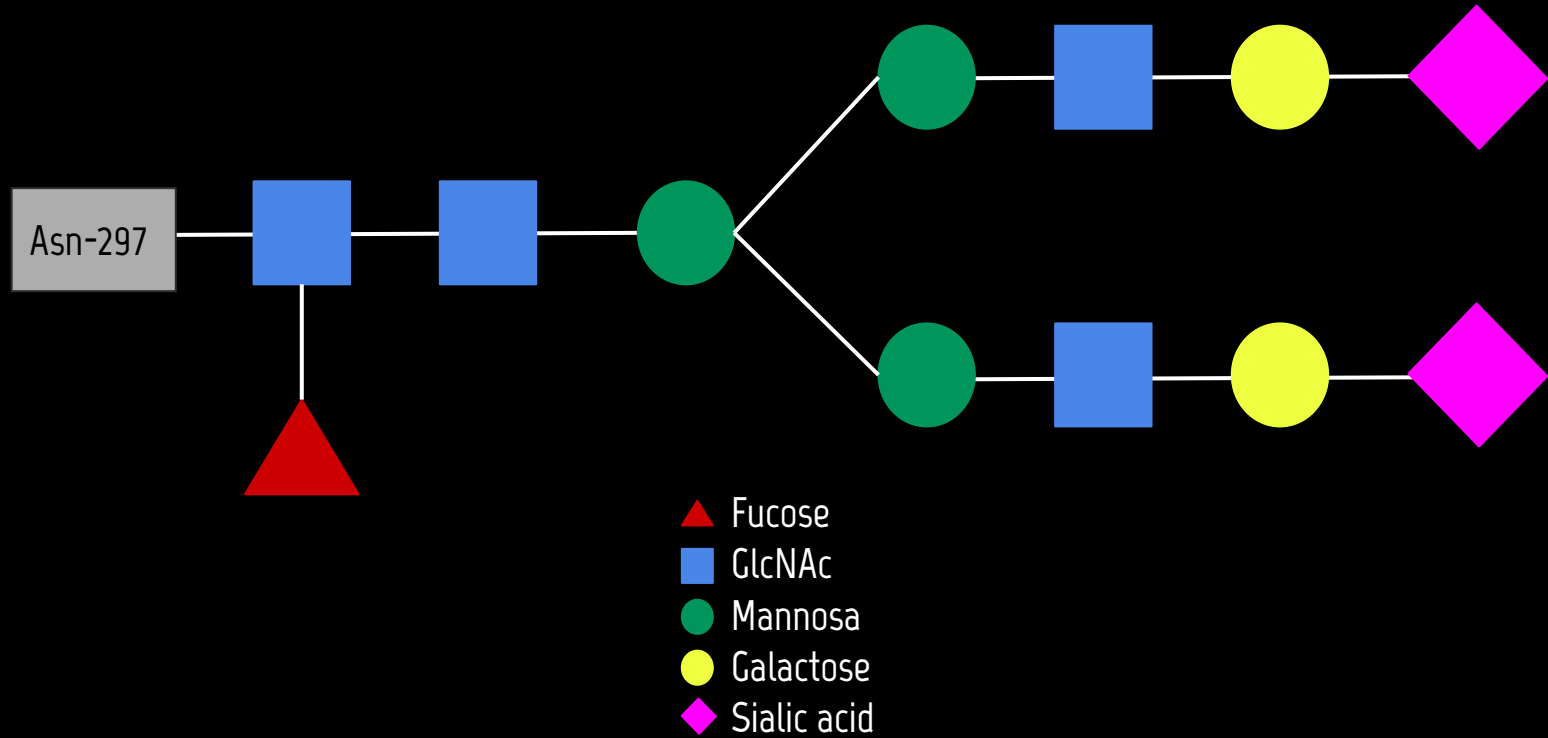 Asn-297
Fucose
GlcNAc
Mannosa
Galactose
Sialic acid